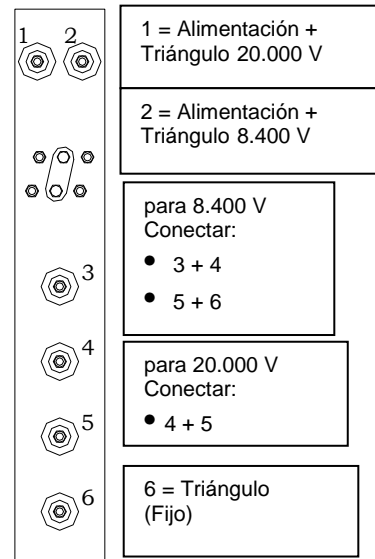 1 2
1 = Alimentación +
Triángulo 20.000 V
2 = Alimentación +
Triángulo 8.400 V
para 8.400 V
Conectar:
• 3 + 4
• 5 + 6
3
4
para 20.000 V
Conectar:
• 4 + 5
5
6
6 = Triángulo
(Fijo)